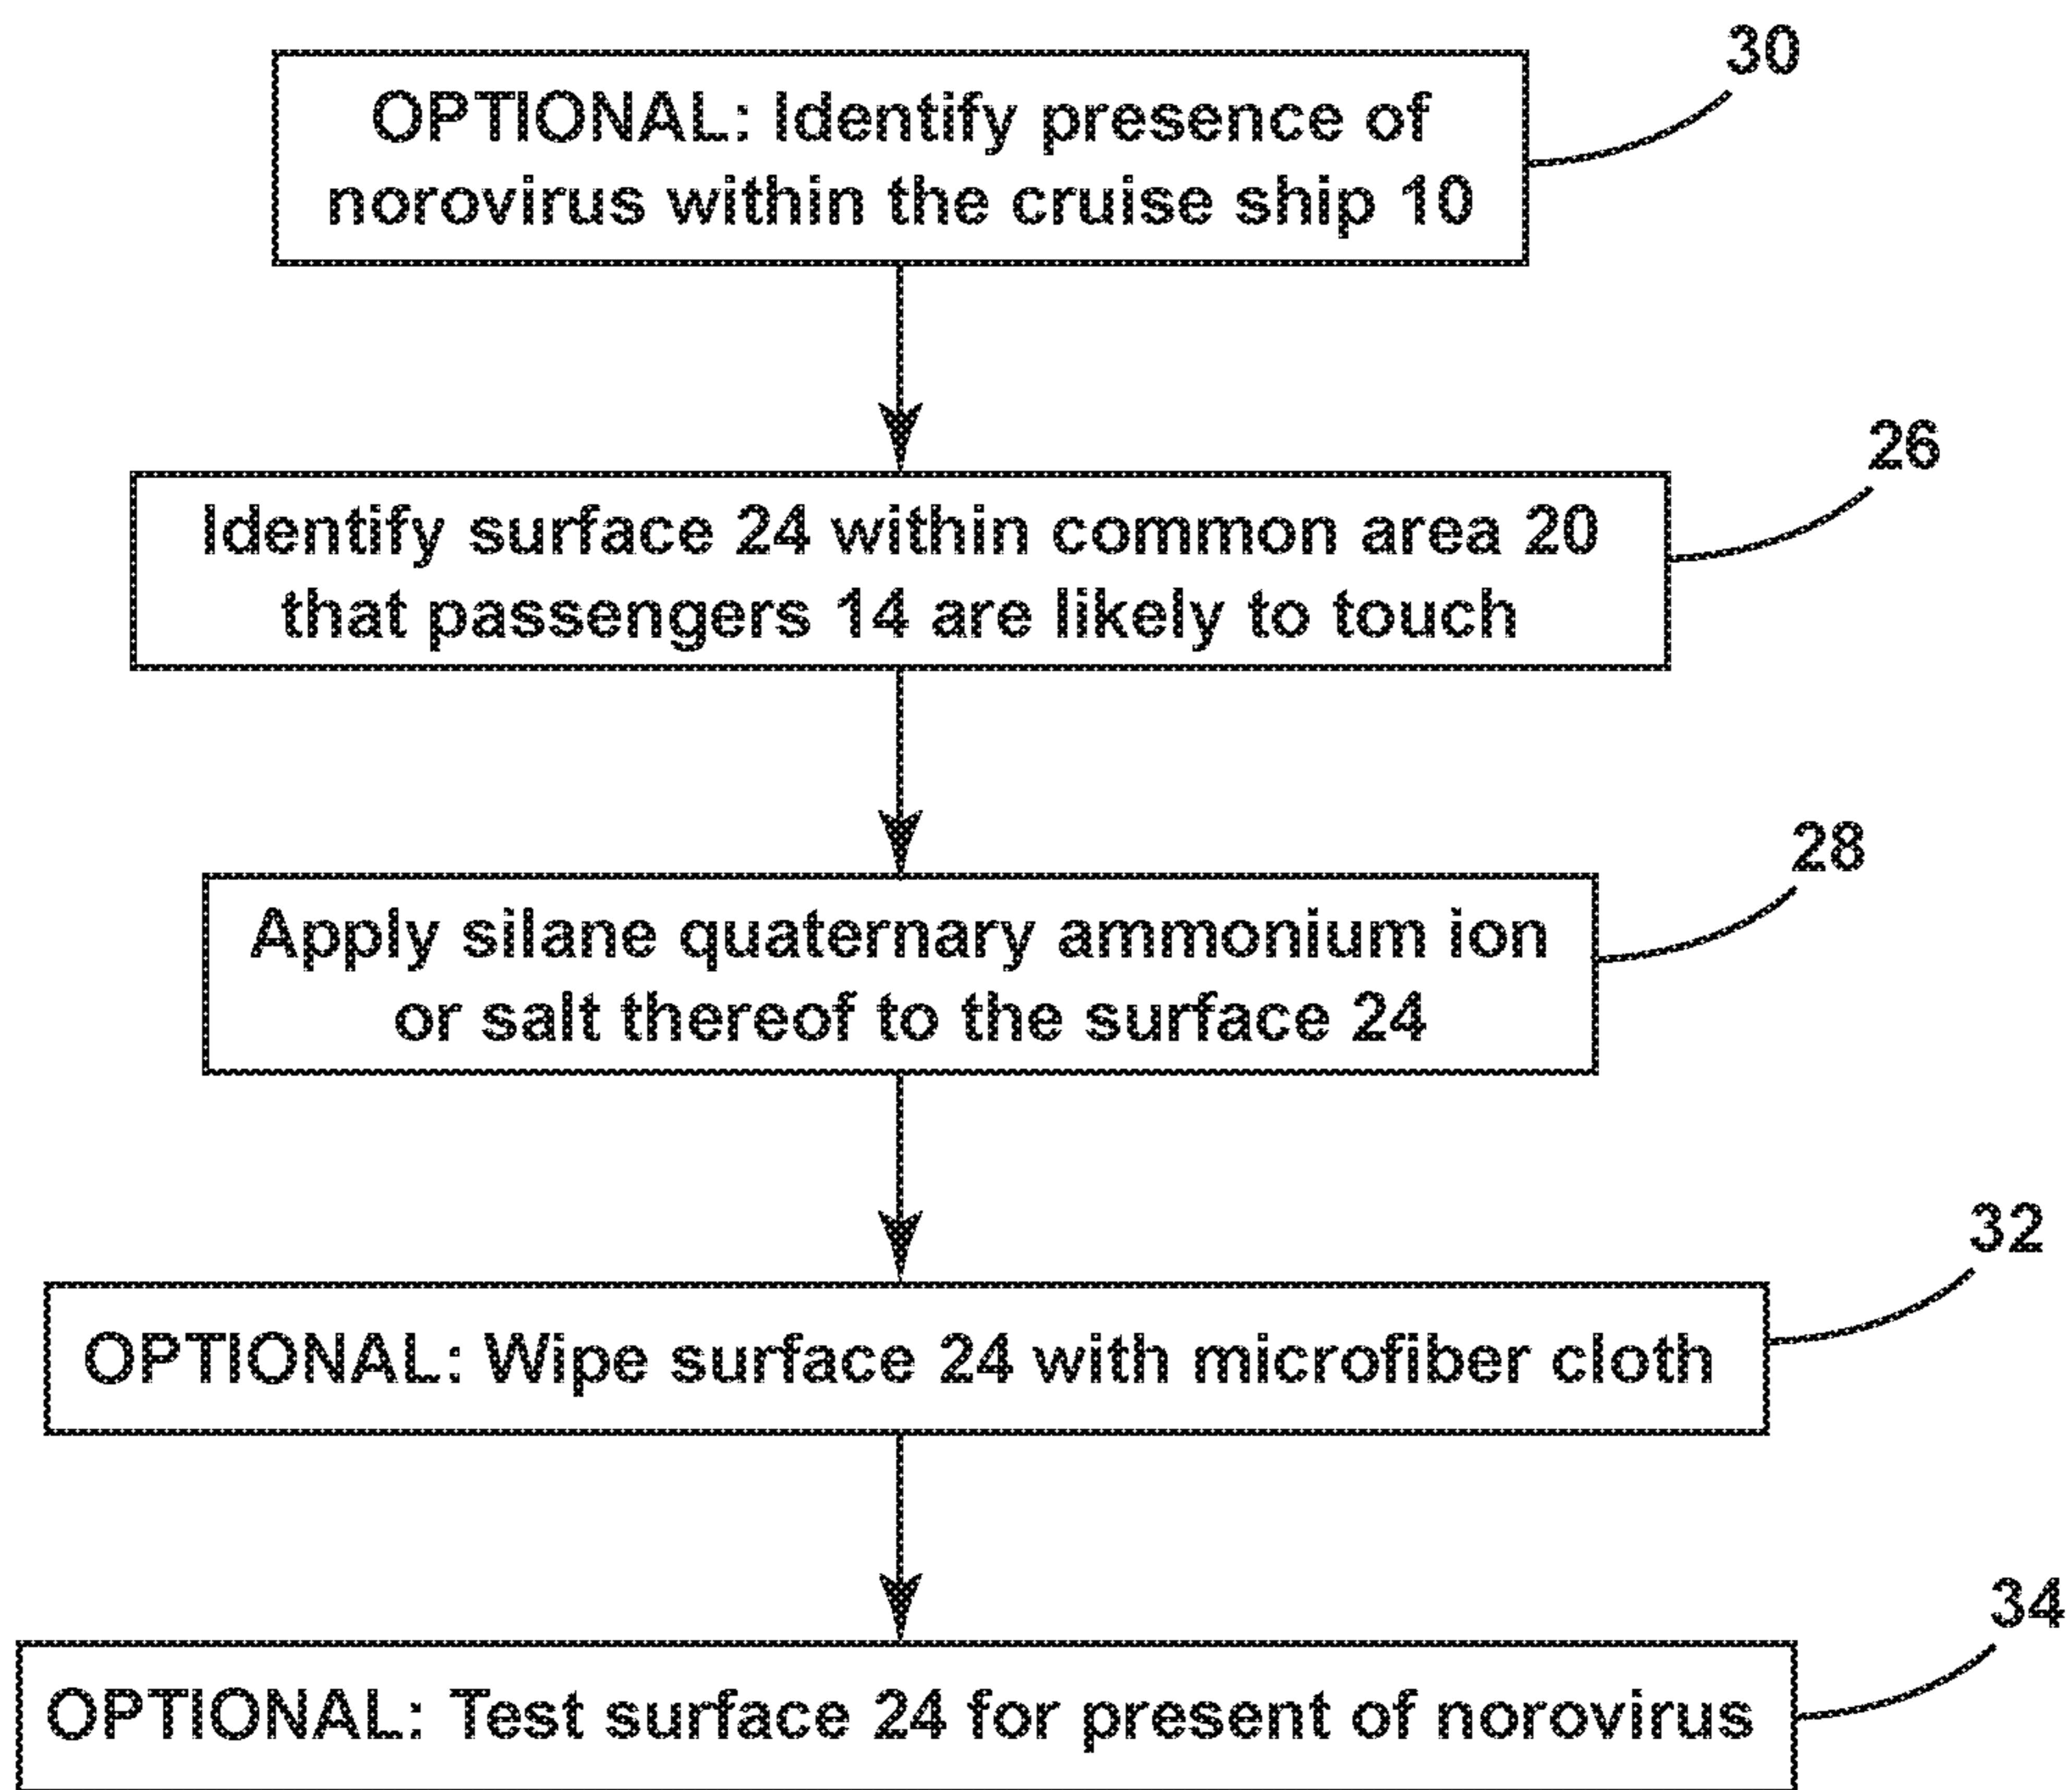 30
OPTIONAL: Identify presence of
norovirus within the cruise ship 10
26
Identify surface 24 within common area 20
that passengers 14 are likely to touch
28
Apply silane quaternary ammonium ion
or salt thereof to the surface 24
32
OPTIONAL: Wipe surface 24 with microfiber cloth
34
OPTIONAL: Test surface 24 for present of norovirus